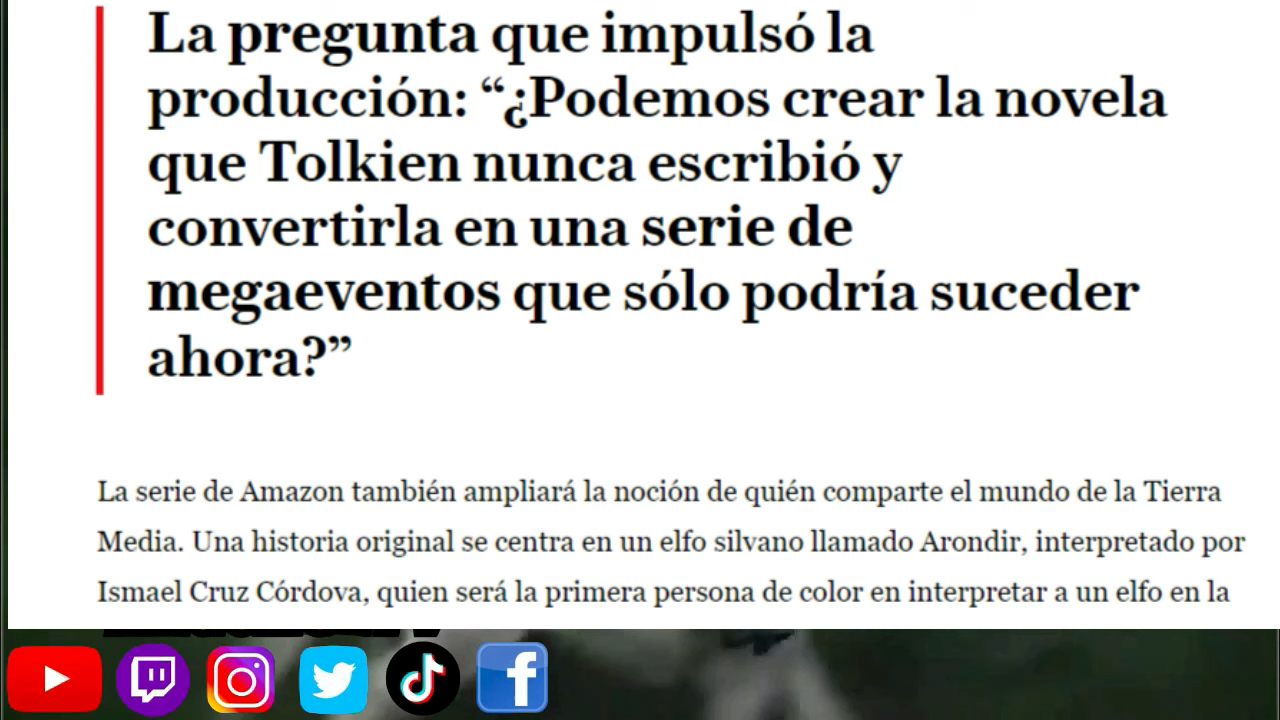 La pregunta que impulsó la
producción: “¿Podemos crear la novela
que Tolkien nunca escribió y
convertirla en una serie de
megaeventos que sólo podría suceder
ahora?”
La serie de Amazon también ampliará la noción de quién comparte el mundo de la Tierra
Media. Una historia original se centra en un elfo silvano llamado Arondir, interpretado por
Ismael Cruz Córdova, quien será la primera persona de color en interpretar a un elfo en la